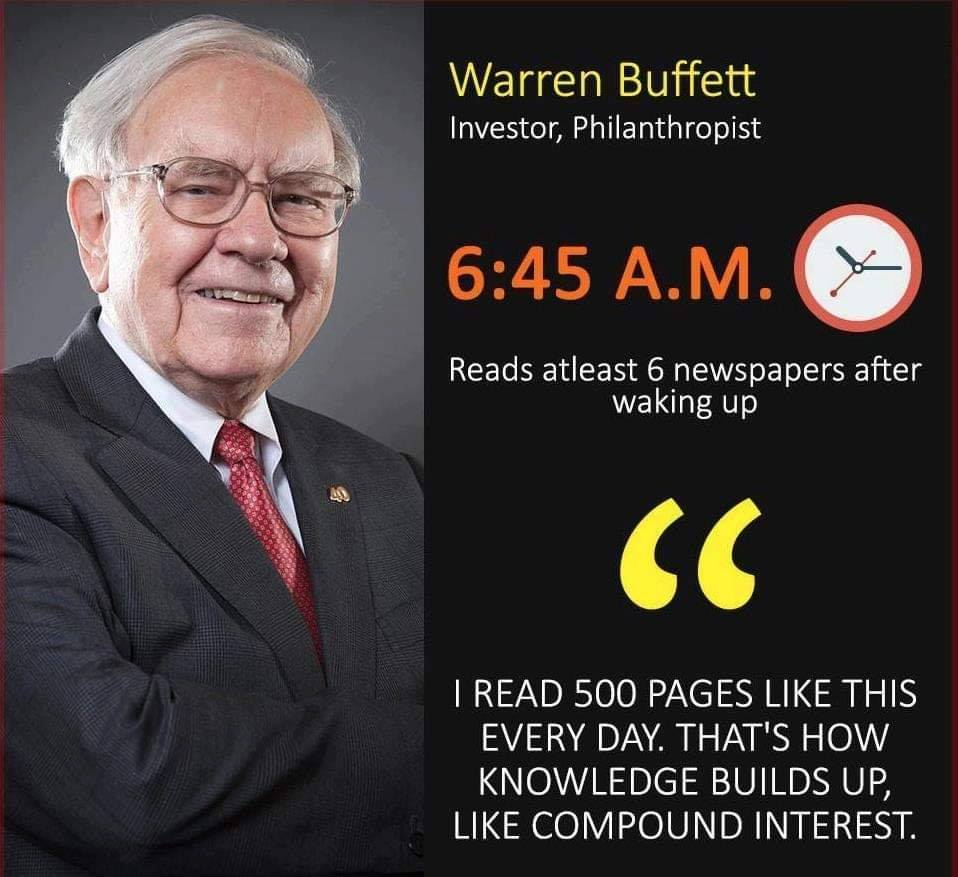 Warren Buffett
Investor, Philanthropist
6:45 A.M.
Reads atleast 6 newspapers after
waking up
“
I READ 500 PAGES LIKE THIS
EVERY DAY. THAT'S HOW
KNOWLEDGE BUILDS UP,
LIKE COMPOUND INTEREST.
40